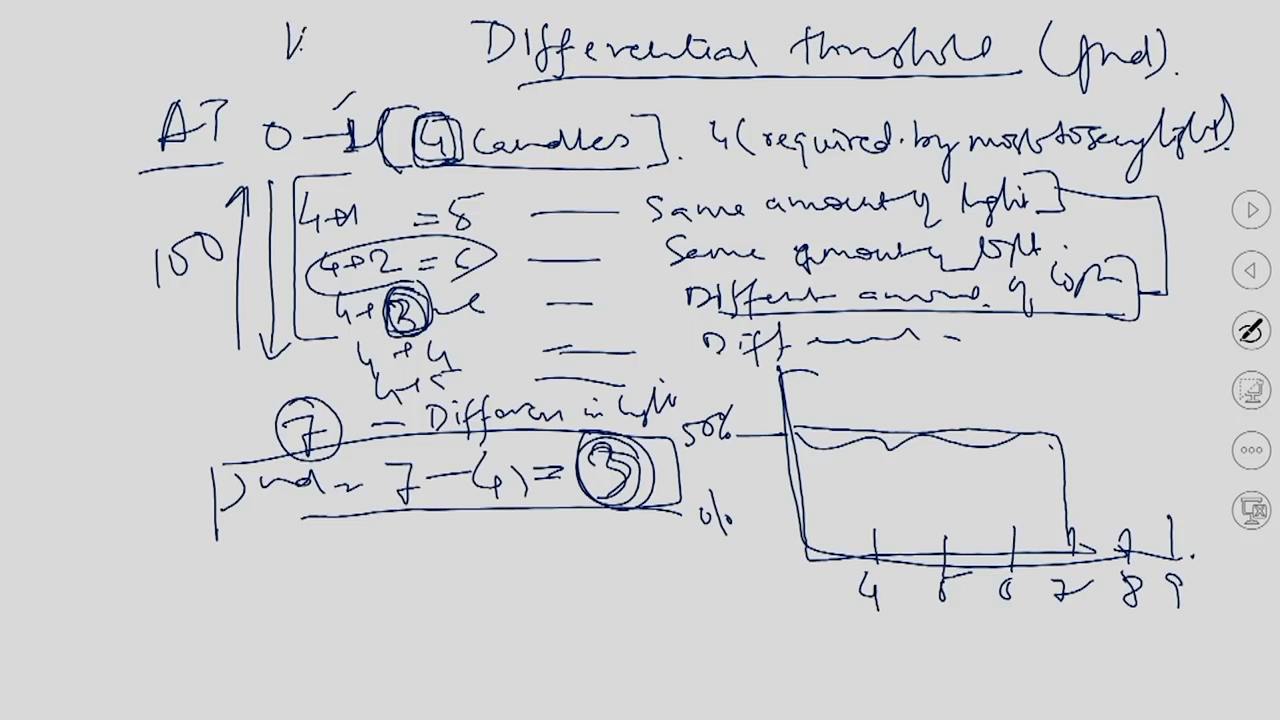 Differential threshold (jnd).
AT 0 — 1 [4 candles]. 4 (required by most to see light).
4+1 = 5 — Same amount of light
100
4+2 = 6 — Same amount of light.
4+3 — Different amount of light
4+4 — Diff
4+5 —
7 — Difference in light
50%
jnd = 7 - 4 = 3
0%
4 5 6 7 8 9